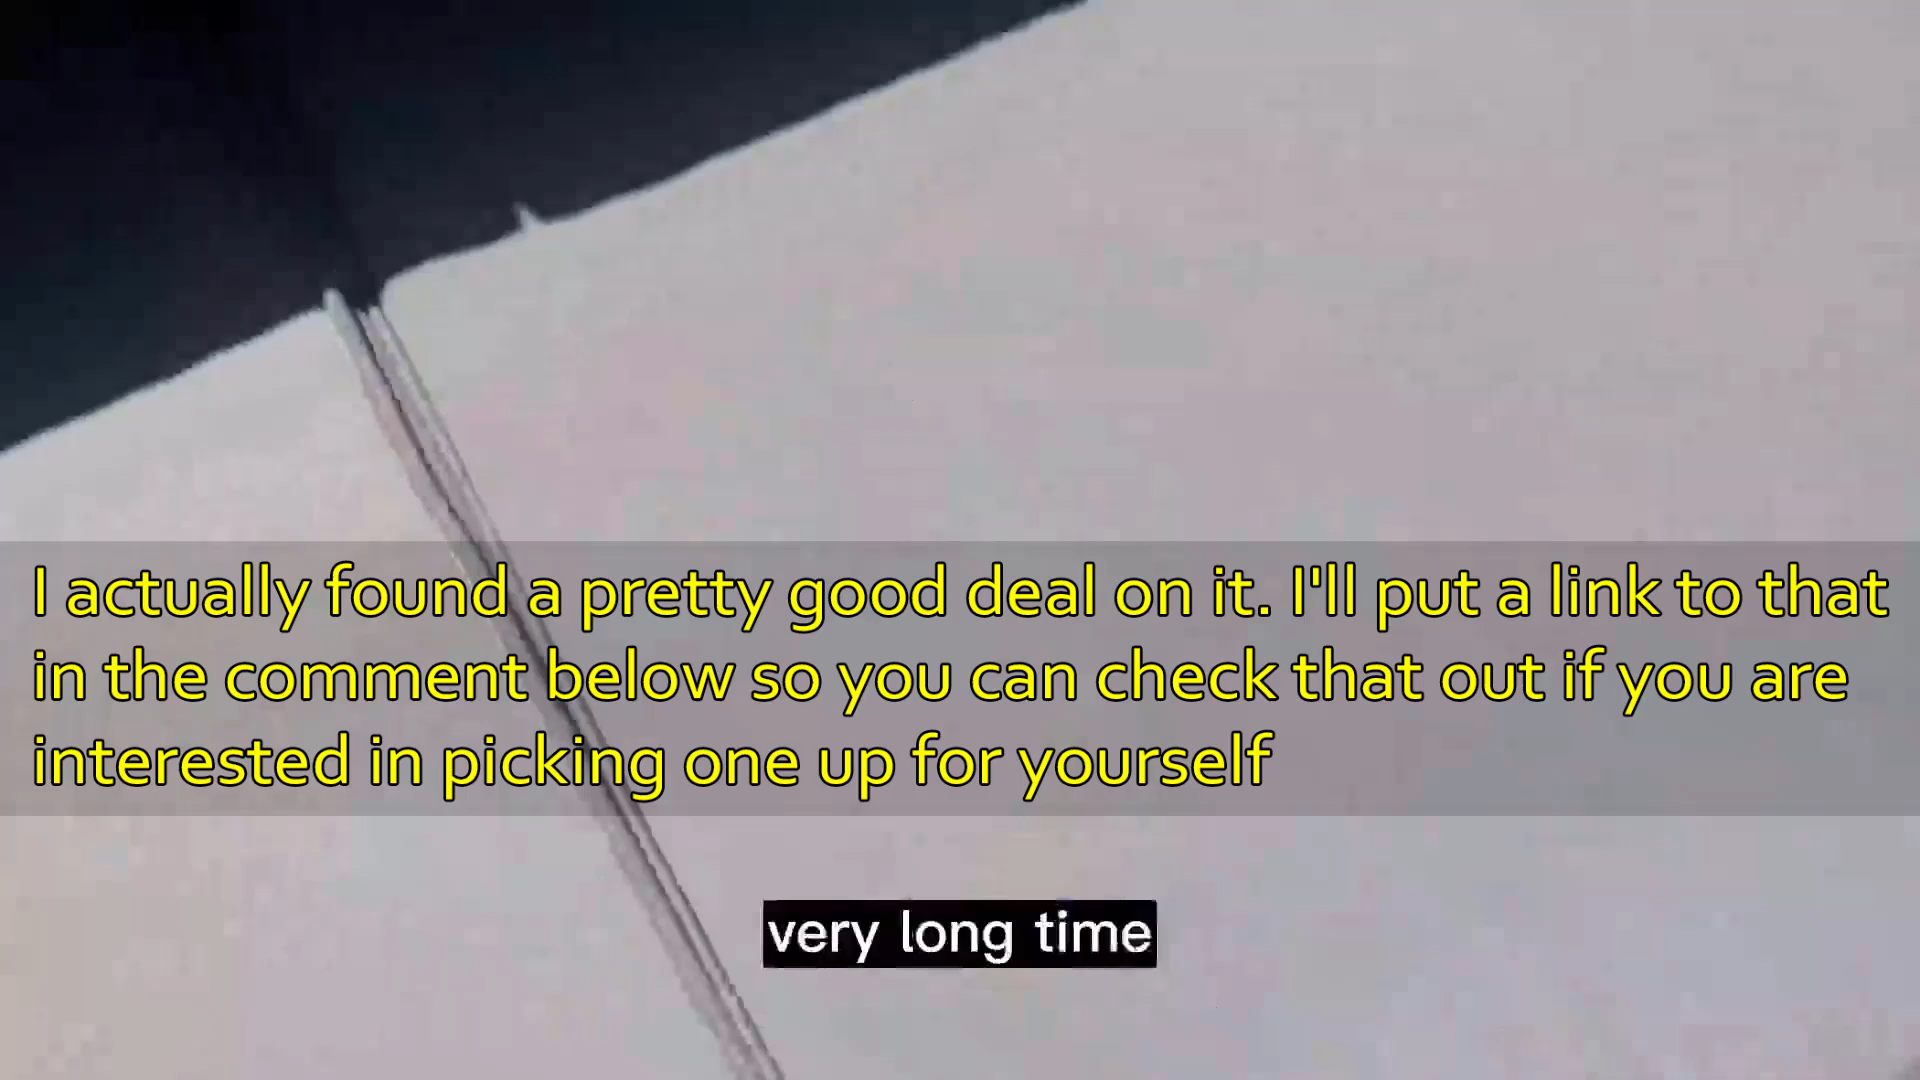 I actually found a pretty good deal on it. I'll put a link to that
in the comment below so you can check that out if you are
interested in picking one up for yourself
very long time